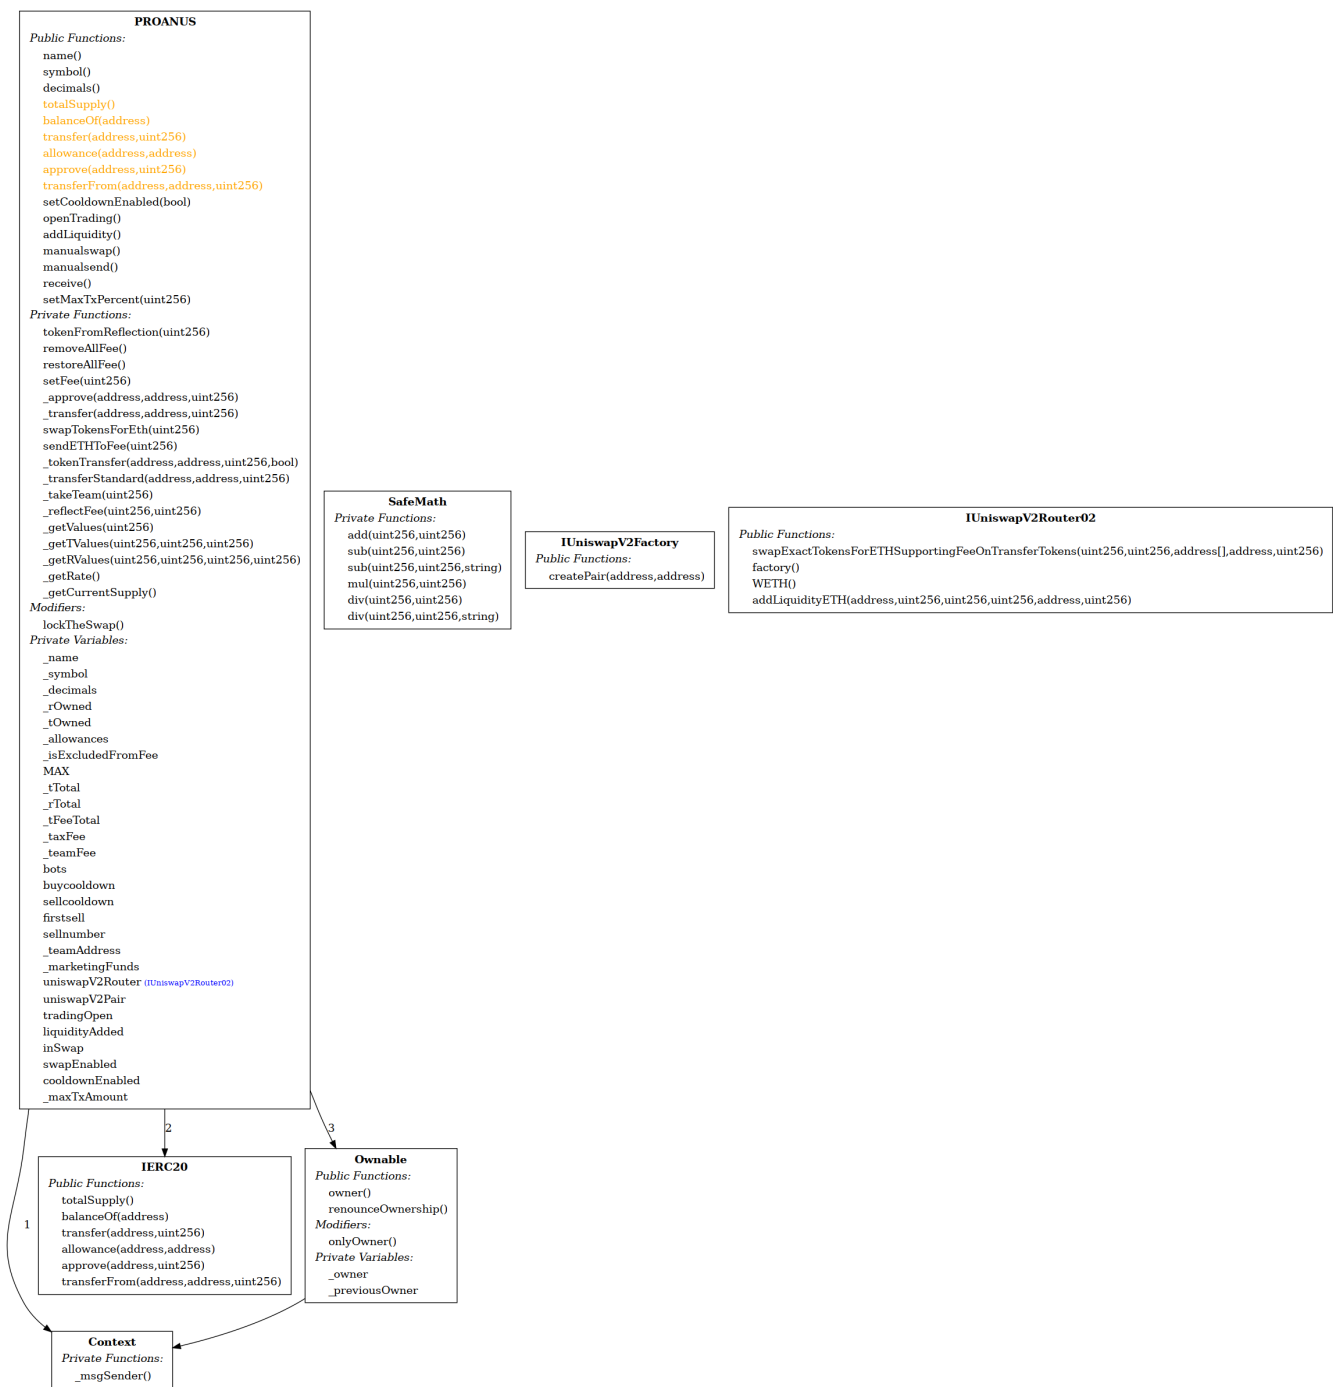 PROANUS
Public Functions:
name()
symbol()
decimals()
totalSupply()
balanceOf(address)
transfer(address,uint256)
allowance(address,address)
approve(address,uint256)
transferFrom(address,address,uint256)
setCooldownEnabled(bool)
openTrading()
addLiquidity()
manualswap()
manualsend()
receive()
setMaxTxPercent(uint256)
Private Functions:
tokenFromReflection(uint256)
removeAllFee()
restoreAllFee()
setFee(uint256)
_approve(address,address,uint256)
_transfer(address,address,uint256)
swapTokensForEth(uint256)
sendETHToFee(uint256)
_tokenTransfer(address,address,uint256,bool)
_transferStandard(address,address,uint256)
_takeTeam(uint256)
_reflectFee(uint256,uint256)
_getValues(uint256)
_getTValues(uint256,uint256,uint256)
_getRValues(uint256,uint256,uint256,uint256)
_getRate()
_getCurrentSupply()
Modifiers:
lockTheSwap()
Private Variables:
_name
_symbol
_decimals
_rOwned
_tOwned
_allowances
_isExcludedFromFee
MAX
_tTotal
_rTotal
_tFeeTotal
_taxFee
_teamFee
bots
buycooldown
sellcooldown
firstsell
sellnumber
_teamAddress
_marketingFunds
uniswapV2Router (IUniswapV2Router02)
uniswapV2Pair
tradingOpen
liquidityAdded
inSwap
swapEnabled
cooldownEnabled
_maxTxAmount
SafeMath
Private Functions:
add(uint256,uint256)
sub(uint256,uint256)
sub(uint256,uint256,string)
mul(uint256,uint256)
div(uint256,uint256)
div(uint256,uint256,string)
IUniswapV2Factory
Public Functions:
createPair(address,address)
IUniswapV2Router02
Public Functions:
swapExactTokensForETHSupportingFeeOnTransferTokens(uint256,uint256,address[],address,uint256)
factory()
WETH()
addLiquidityETH(address,uint256,uint256,uint256,address,uint256)
1
2
3
IERC20
Public Functions:
totalSupply()
balanceOf(address)
transfer(address,uint256)
allowance(address,address)
approve(address,uint256)
transferFrom(address,address,uint256)
Ownable
Public Functions:
owner()
renounceOwnership()
Modifiers:
onlyOwner()
Private Variables:
_owner
_previousOwner
Context
Private Functions:
_msgSender()